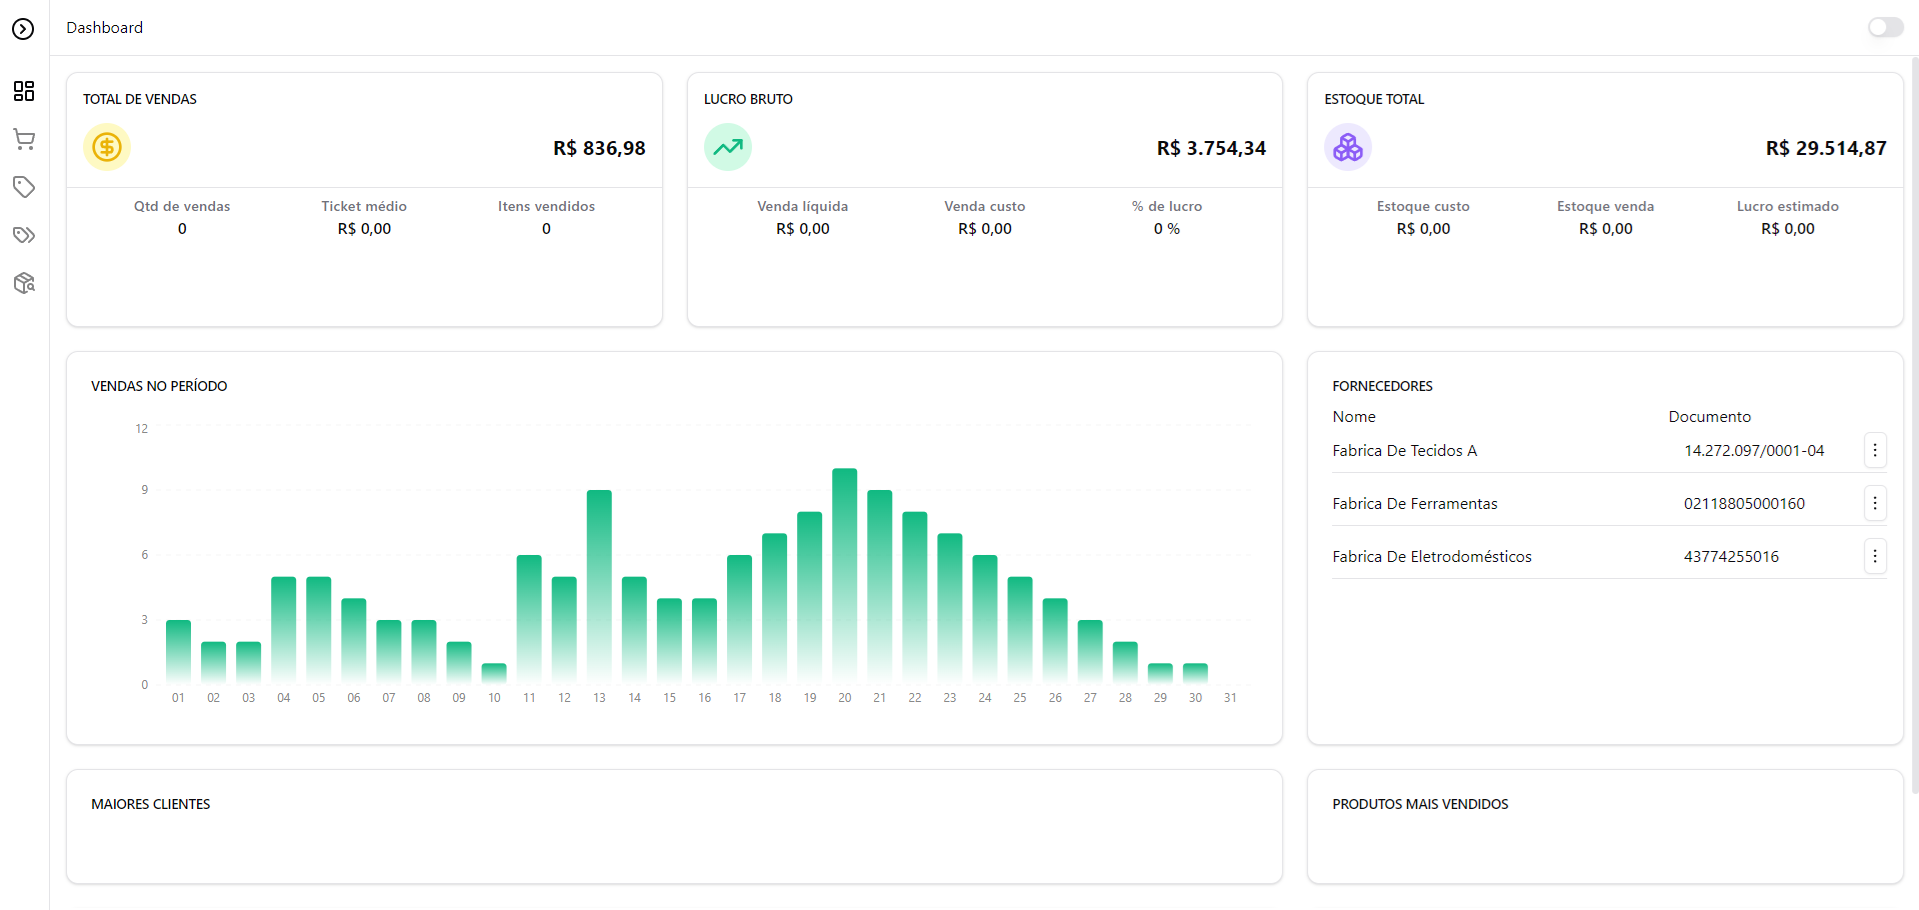 Dashboard
TOTAL DE VENDAS
R$ 836,98
Qtd de vendas Ticket médio Itens vendidos
0 R$ 0,00 0
LUCRO BRUTO
R$ 3.754,34
Venda líquida Venda custo % de lucro
R$ 0,00 R$ 0,00 0 %
ESTOQUE TOTAL
R$ 29.514,87
Estoque custo Estoque venda Lucro estimado
R$ 0,00 R$ 0,00 R$ 0,00
VENDAS NO PERÍODO
12
9
6
3
0
01 02 03 04 05 06 07 08 09 10 11 12 13 14 15 16 17 18 19 20 21 22 23 24 25 26 27 28 29 30 31
FORNECEDORES
Nome Documento
Fabrica De Tecidos A 14.272.097/0001-04
Fabrica De Ferramentas 02118805000160
Fabrica De Eletrodomésticos 43774255016
MAIORES CLIENTES
PRODUTOS MAIS VENDIDOS